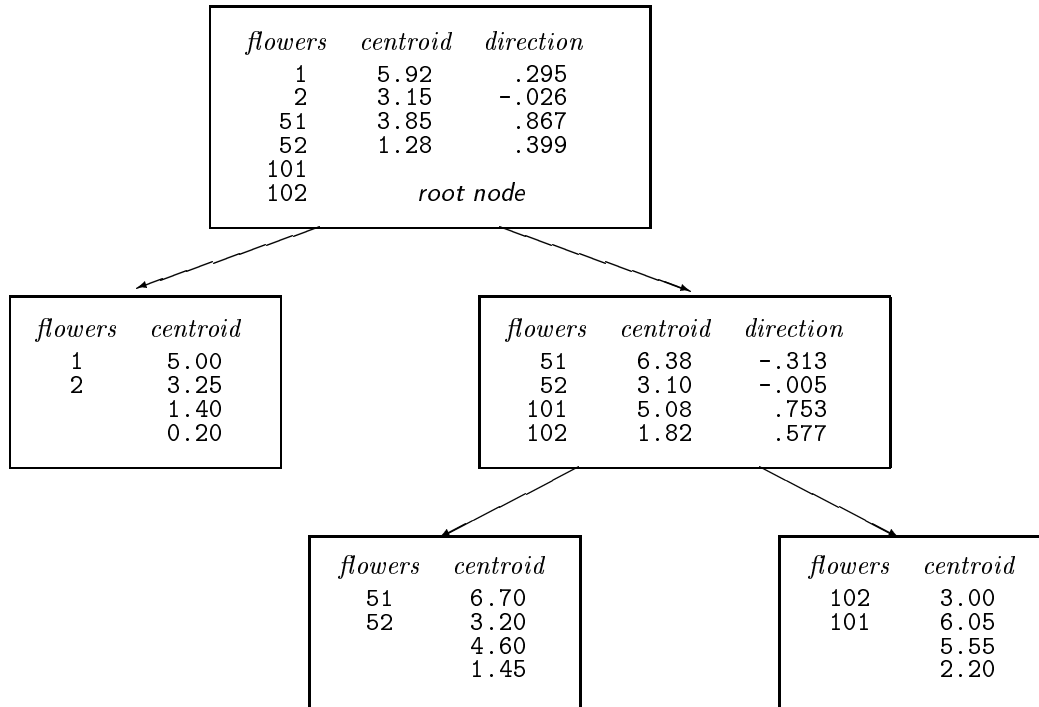 flowers centroid direction
1 5.92 .295
2 3.15 -.026
51 3.85 .867
52 1.28 .399
101
102 root node
flowers centroid
1 5.00
2 3.25
1.40
0.20
flowers centroid direction
51 6.38 -.313
52 3.10 -.005
101 5.08 .753
102 1.82 .577
flowers centroid
51 6.70
52 3.20
4.60
1.45
flowers centroid
102 3.00
101 6.05
5.55
2.20